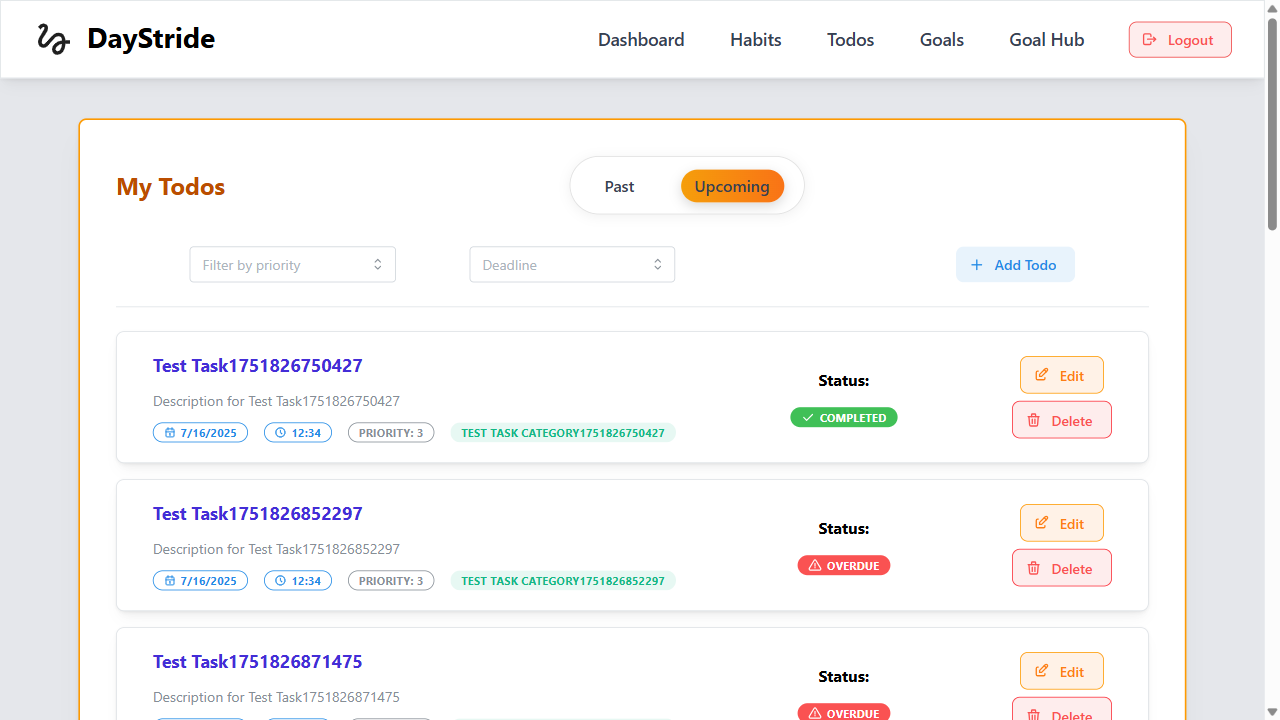 DayStride
Dashboard Habits Todos Goals Goal Hub Logout
My Todos
Past Upcoming
Filter by priority Deadline Add Todo
Test Task1751826750427
Description for Test Task1751826750427
7/16/2025 12:34 PRIORITY: 3 TEST TASK CATEGORY1751826750427
Status:
COMPLETED
Edit
Delete
Test Task1751826852297
Description for Test Task1751826852297
7/16/2025 12:34 PRIORITY: 3 TEST TASK CATEGORY1751826852297
Status:
OVERDUE
Edit
Delete
Test Task1751826871475
Description for Test Task1751826871475
Status:
OVERDUE
Edit
Delete